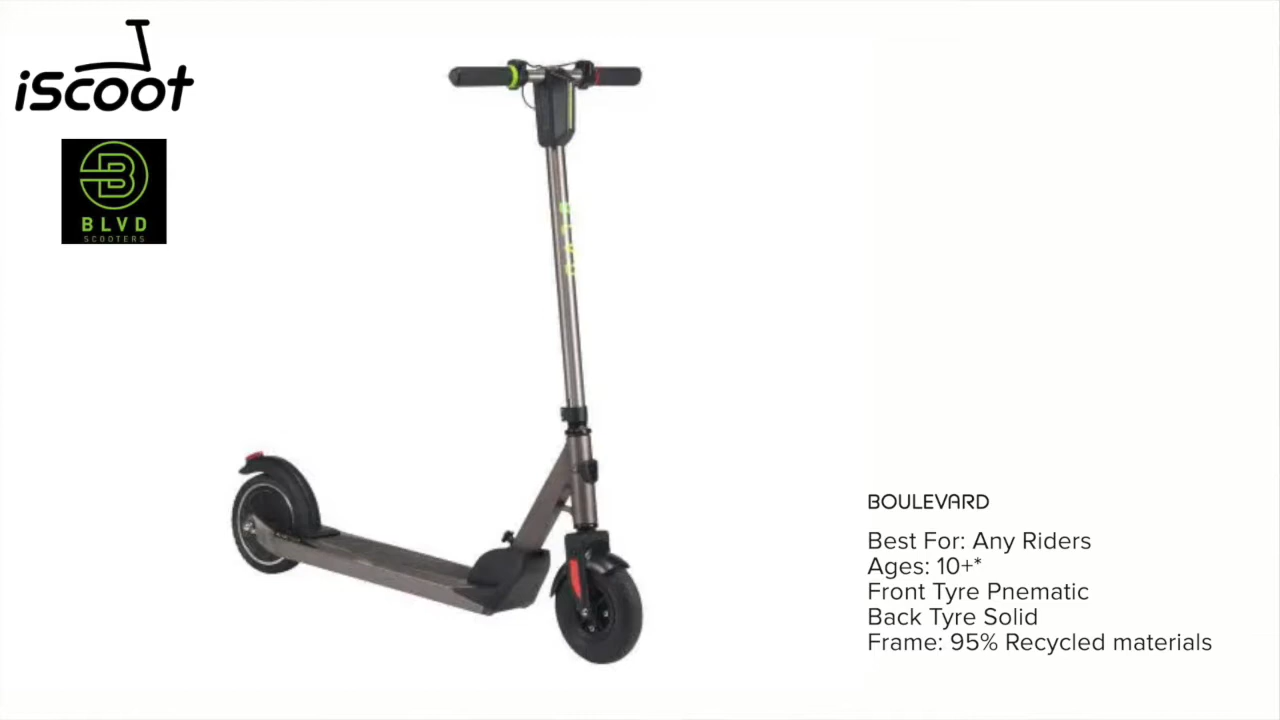 iScoot
BLVD
SCOOTERS
BLVD
BOULEVARD
Best For: Any Riders
Ages: 10+*
Front Tyre Pnematic
Back Tyre Solid
Frame: 95% Recycled materials